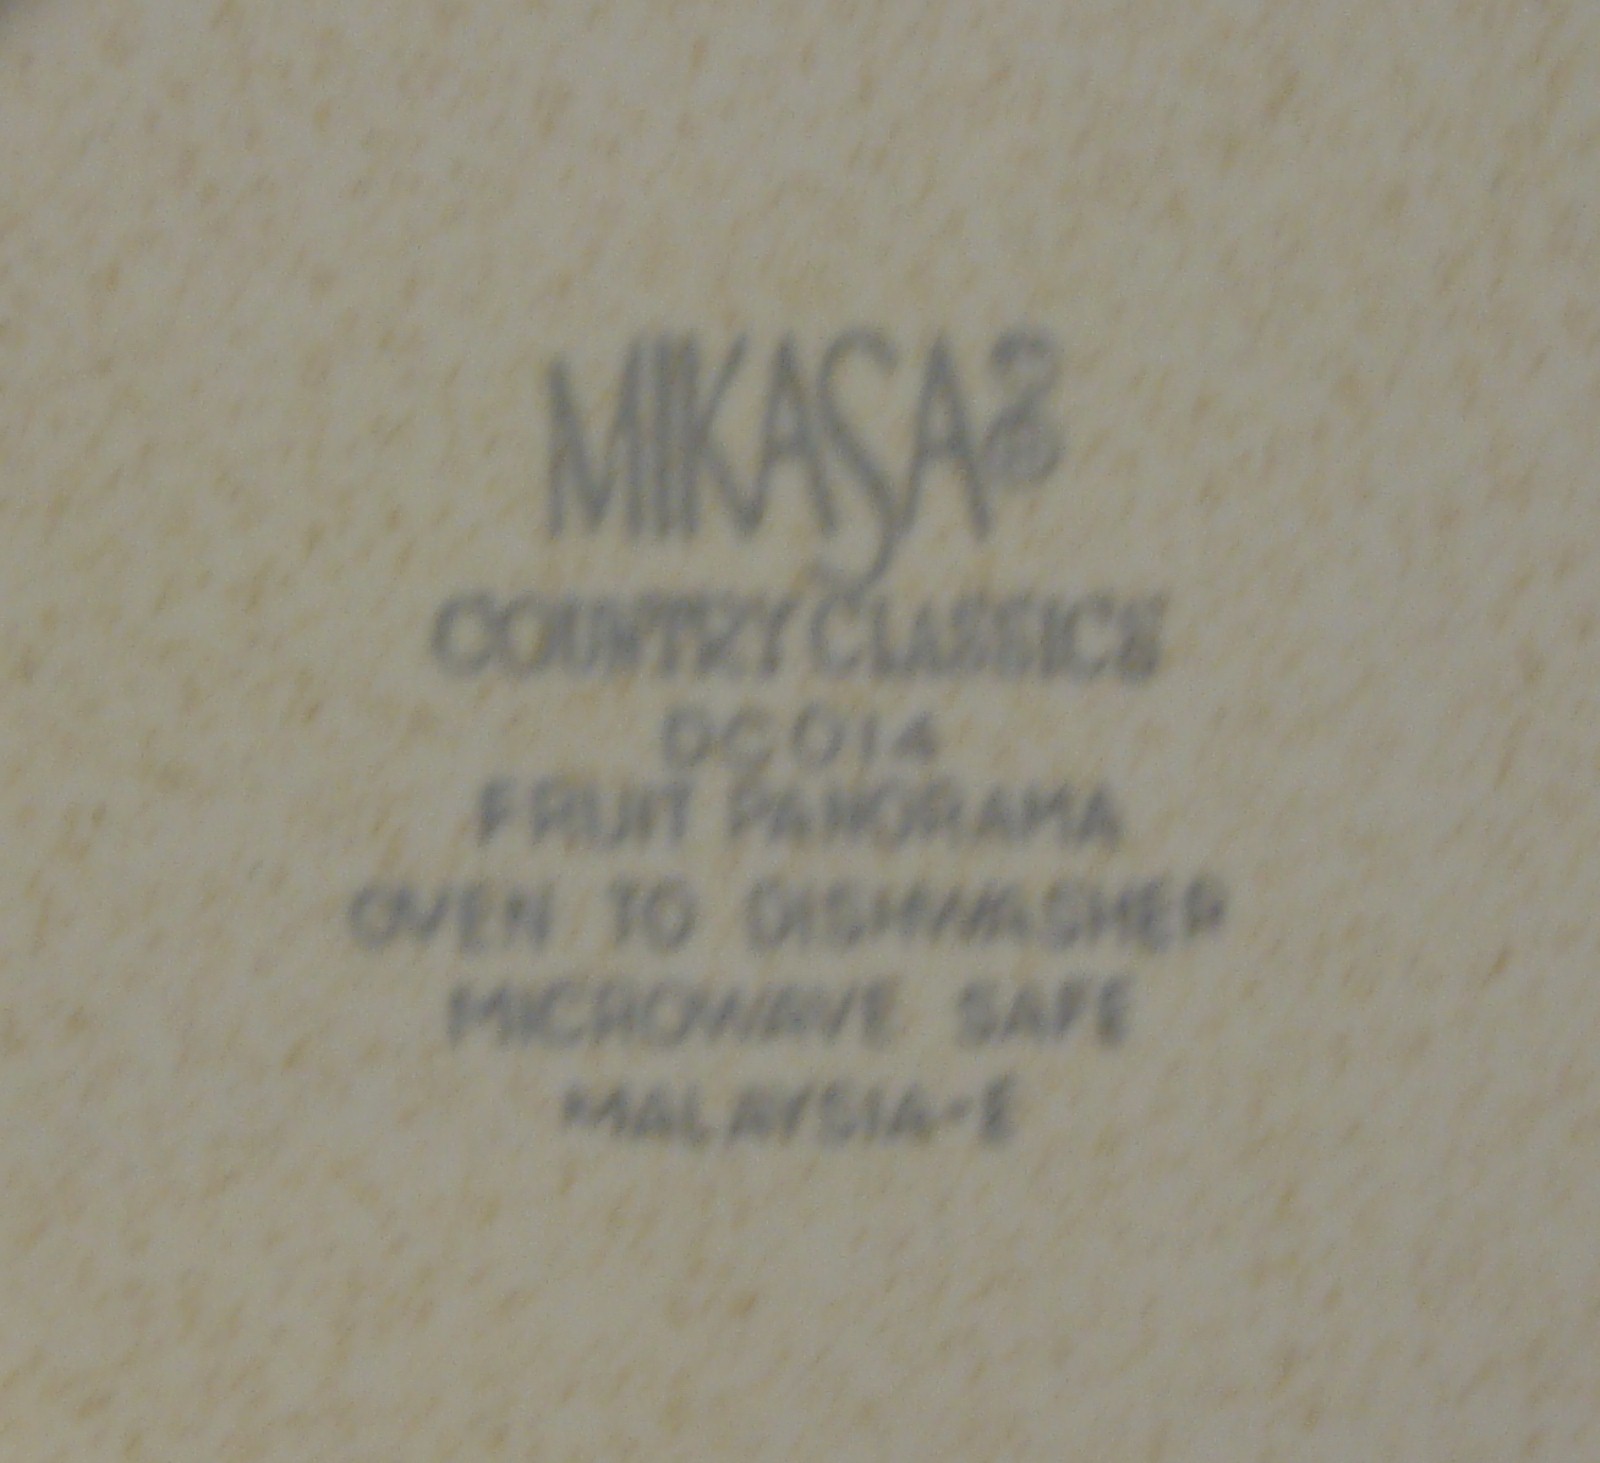 MIKASA®
COUNTRY CLASSICS
DC014
FRUIT PANORAMA
OVEN TO DISHWASHER
MICROWAVE SAFE
MALAYSIA-E